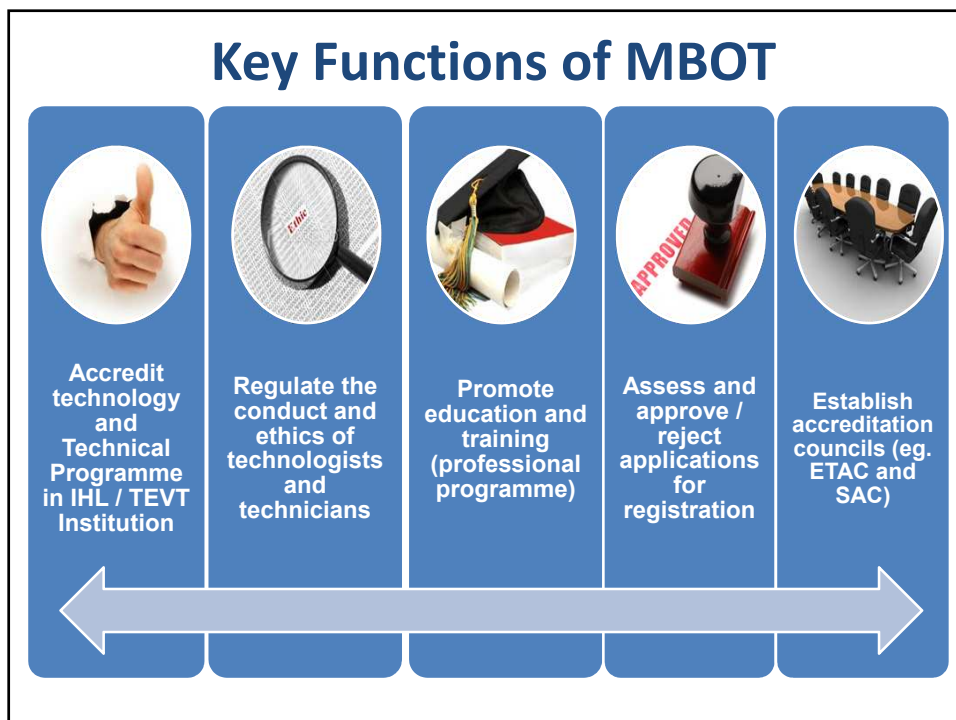 Key Functions of MBOT
Ethic
APPROVED
Accredit
technology
and
Technical
Programme
in IHL / TEVT
Institution
Regulate the
conduct and
ethics of
technologists
and
technicians
Promote
education and
training
(professional
programme)
Assess and
approve /
reject
applications
for
registration
Establish
accreditation
councils (eg.
ETAC and
SAC)